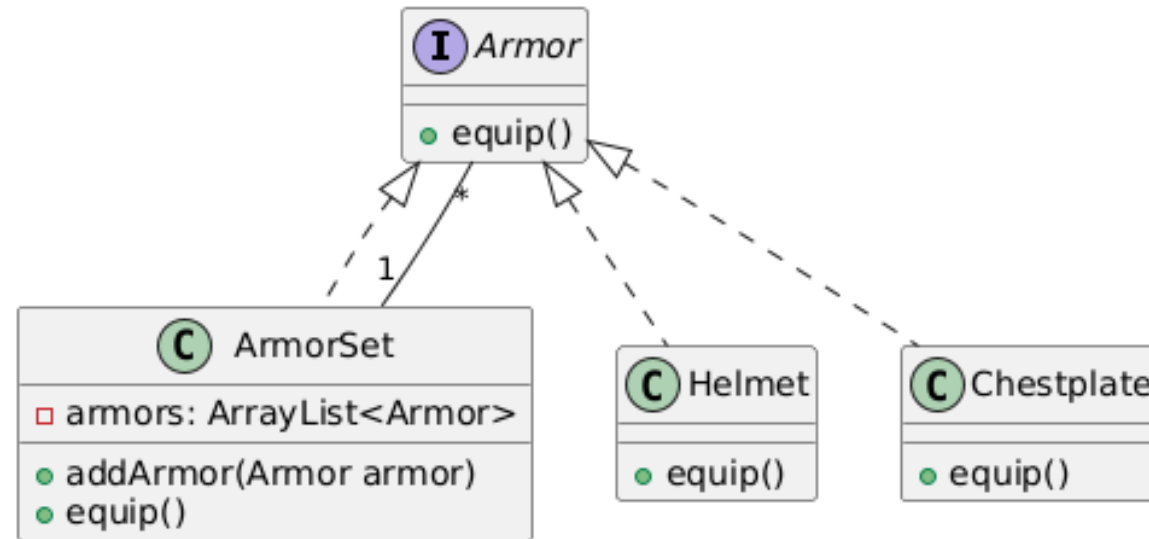 I Armor
equip()
*
1
C ArmorSet
armors: ArrayList<Armor>
addArmor(Armor armor)
equip()
C Helmet
equip()
C Chestplate
equip()